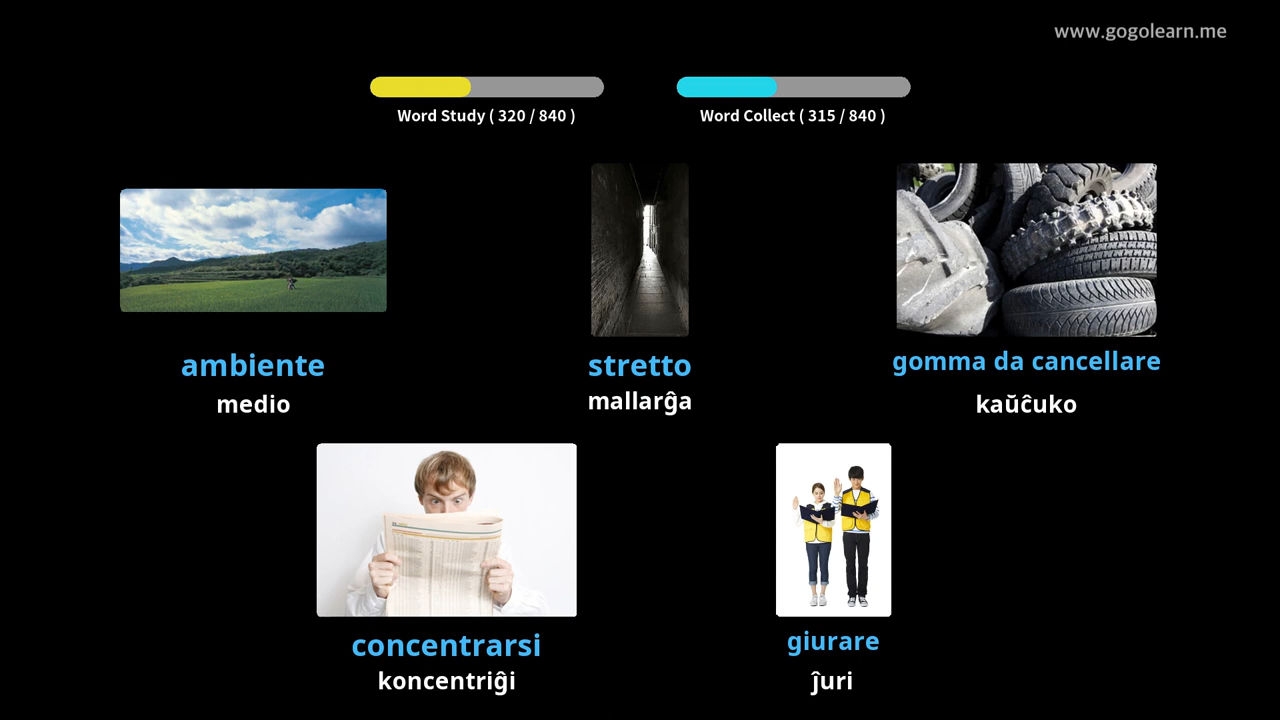 www.gogolearn.me
Word Study ( 320 / 840 )
Word Collect ( 315 / 840 )
ambiente
medio
stretto
mallarĝa
gomma da cancellare
kaŭĉuko
concentrarsi
koncentriĝi
giurare
ĵuri